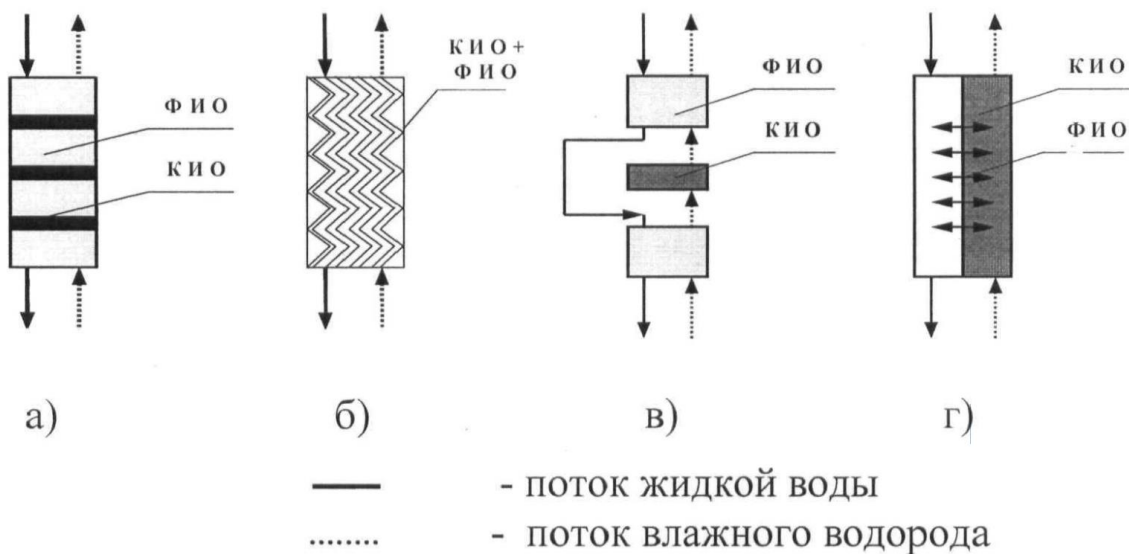 ФИО
КИО
КИО+
ФИО
ФИО
КИО
КИО
ФИО
а)
б)
в)
г)
- поток жидкой воды
- поток влажного водорода